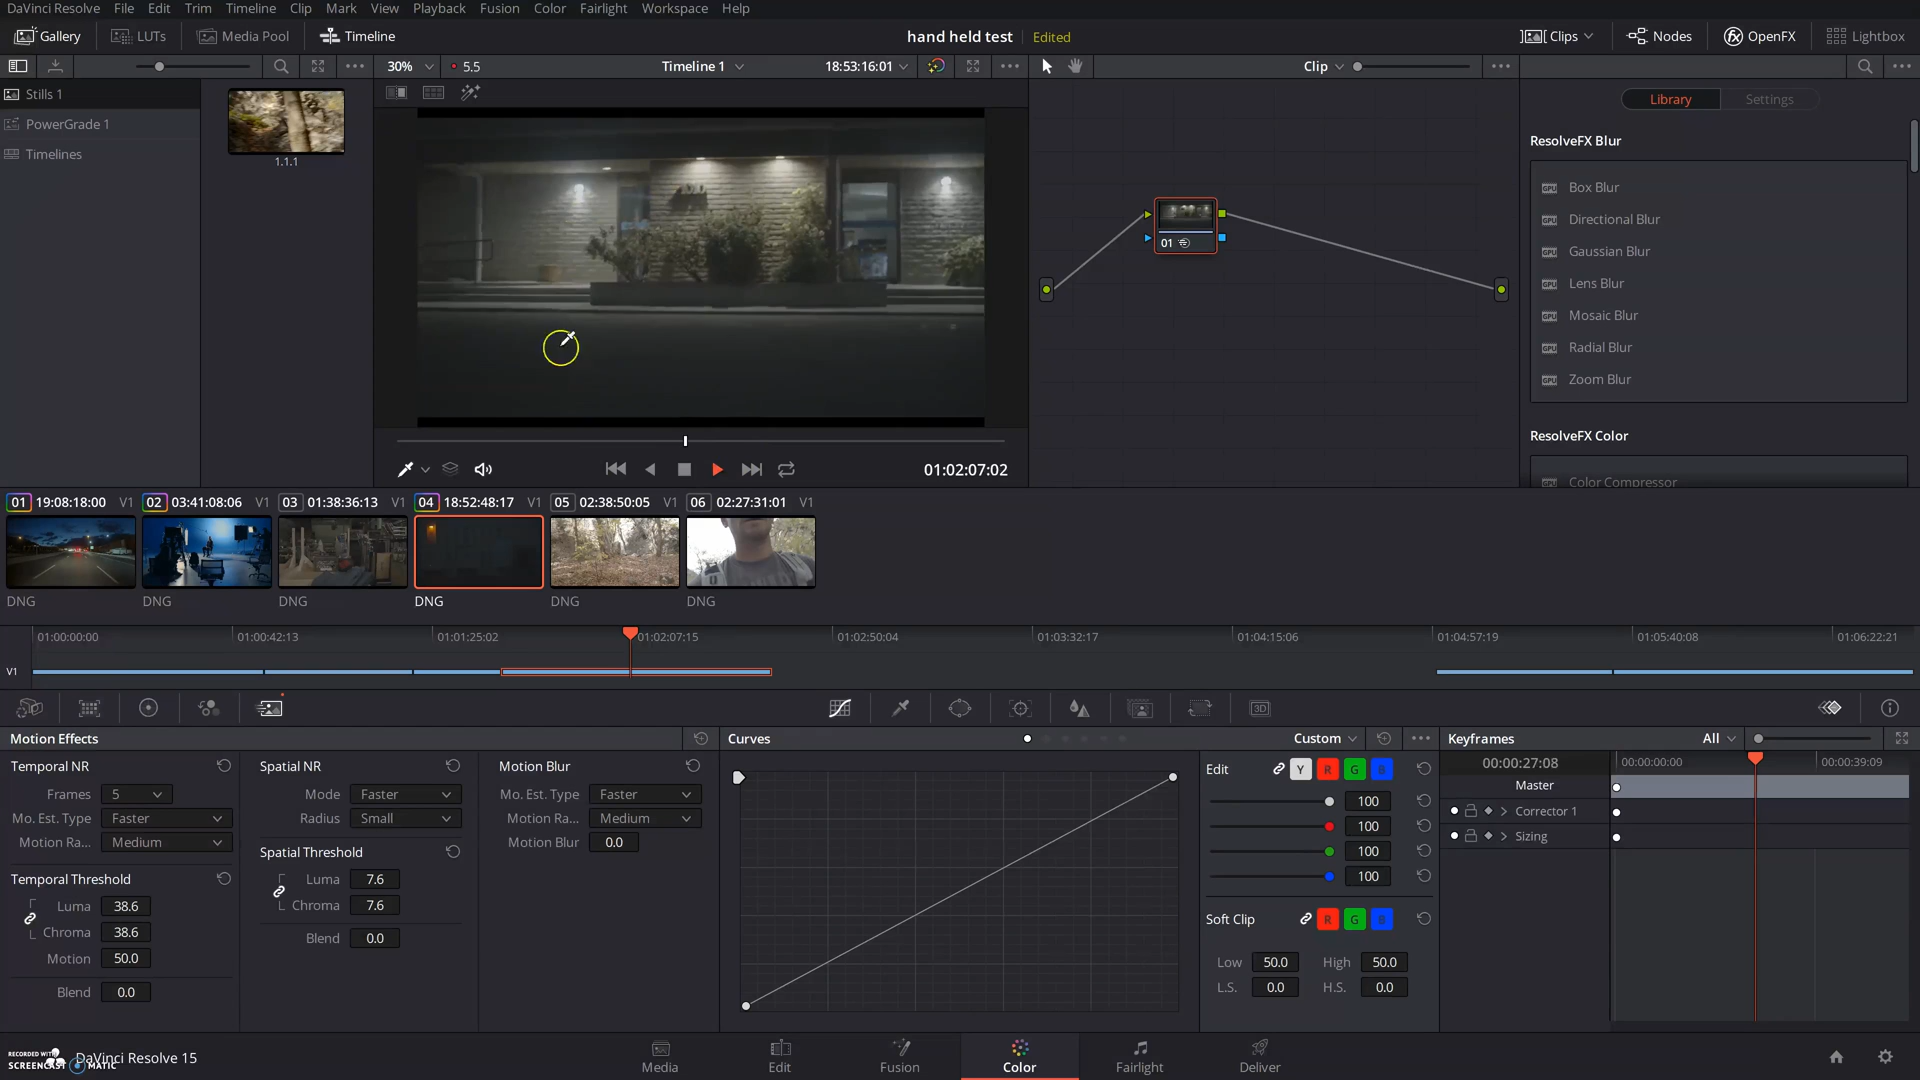 DaVinci Resolve File Edit Trim Timeline Clip Mark View Playback Fusion Color Fairlight Workspace Help
Gallery LUTs Media Pool Timeline hand held test Edited Clips Nodes OpenFX Lightbox
30% 5.5 Timeline 1 18:53:16:01 Clip
Stills 1
PowerGrade 1
Timelines
1.1.1
Library Settings
ResolveFX Blur
Box Blur
Directional Blur
Gaussian Blur
Lens Blur
Mosaic Blur
Radial Blur
Zoom Blur
ResolveFX Color
Color Compressor
01
01:02:07:02
01 19:08:18:00 V1 02 03:41:08:06 V1 03 01:38:36:13 V1 04 18:52:48:17 V1 05 02:38:50:05 V1 06 02:27:31:01 V1
DNG DNG DNG DNG DNG DNG
01:00:00:00 01:00:42:13 01:01:25:02 01:02:07:15 01:02:50:04 01:03:32:17 01:04:15:06 01:04:57:19 01:05:40:08 01:06:22:21
V1
3D
Motion Effects
Temporal NR
Frames 5
Mo. Est. Type Faster
Motion Ra... Medium
Temporal Threshold
Luma 38.6
Chroma 38.6
Motion 50.0
Blend 0.0
Spatial NR
Mode Faster
Radius Small
Spatial Threshold
Luma 7.6
Chroma 7.6
Blend 0.0
Motion Blur
Mo. Est. Type Faster
Motion Ra... Medium
Motion Blur 0.0
Curves Custom
Edit Y R G B
100
100
100
100
Soft Clip R G B
Low 50.0 High 50.0
L.S. 0.0 H.S. 0.0
Keyframes All
00:00:27:08 00:00:00:00 00:00:39:09
Master
Corrector 1
Sizing
RECORDED WITH
SCREENCAST MATIC
DaVinci Resolve 15
Media Edit Fusion Color Fairlight Deliver